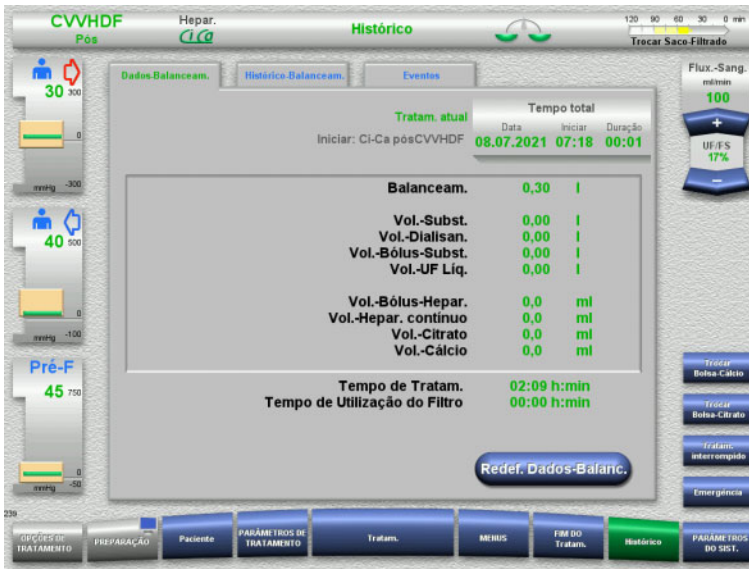 CVVHDF
Pós
Hepar.
CiCa
Histórico
120 90 60 30 0 min
Trocar Saco-Filtrado
30 300
0
mmHg -300
40 500
0
mmHg -100
Pré-F
45 750
0
mmHg -50
Dados-Balanceam.
Histórico-Balanceam.
Eventos
Tratam. atual
Iniciar: Ci-Ca pósCVVHDF
Tempo total
Data Iniciar Duração
08.07.2021 07:18 00:01
Balanceam. 0,30 l
Vol.-Subst. 0,00 l
Vol.-Dialisan. 0,00 l
Vol.-Bólus-Subst. 0,00 l
Vol.-UF Líq. 0,00 l
Vol.-Bólus-Hepar. 0,0 ml
Vol.-Hepar. contínuo 0,0 ml
Vol.-Citrato 0,0 ml
Vol.-Cálcio 0,0 ml
Tempo de Tratam. 02:09 h:min
Tempo de Utilização do Filtro 00:00 h:min
Redef. Dados-Balanc.
Flux.-Sang.
ml/min
100
+
UF/FS
17%
–
Trocar
Bolsa-Cálcio
Trocar
Bolsa-Citrato
Tratam.
interrompido
Emergência
239
OPÇÕES DE
TRATAMENTO
PREPARAÇÃO
Paciente
PARÂMETROS DE
TRATAMENTO
Tratam.
MENUS
FIM DO
Tratam.
Histórico
PARÂMETROS
DO SIST.